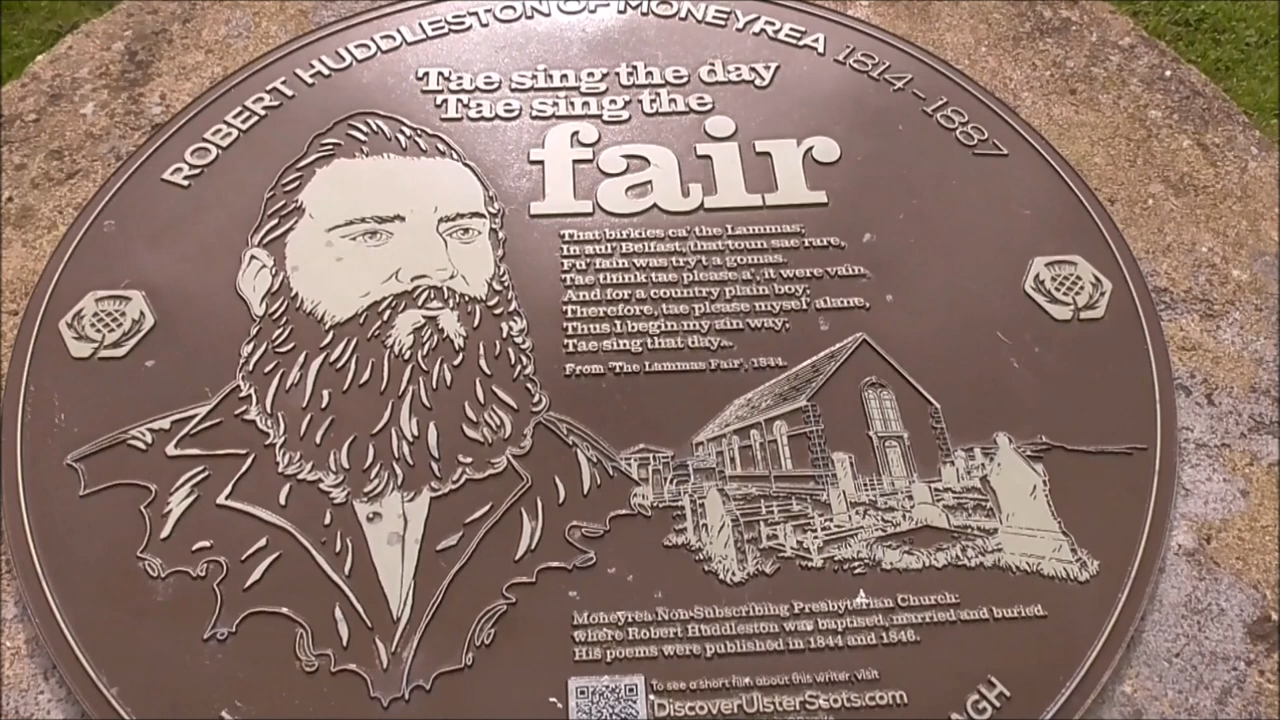 ROBERT HUDDLESTON OF MONEYREA 1814-1887
Tae sing the day
Tae sing the
fair
That birkies ca' the Lammas;
In aul' Belfast, that toun sae rare,
Fu' fain was try't a gomas.
Tae think tae please a', it were vain,
And for a country plain boy;
Therefore, tae please mysel' alane,
Thus I begin my ain way;
Tae sing that day...
From 'The Lammas Fair', 1844.
Moneyrea Non-Subscribing Presbyterian Church:
where Robert Huddleston was baptised, married and buried.
His poems were published in 1844 and 1846.
To see a short film about this writer, visit
DiscoverUlsterScots.com